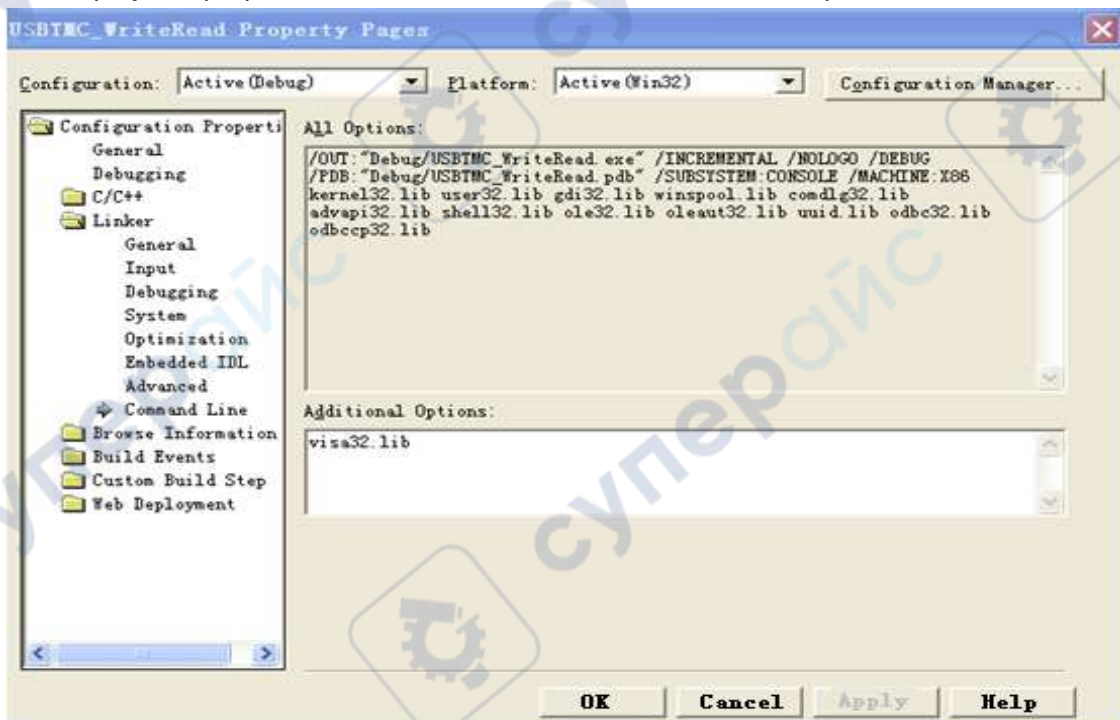 USBTMC_WriteRead Property Pages
Configuration: Active(Debug) Platform: Active(Win32) Configuration Manager...
Configuration Properti
General
Debugging
C/C++
Linker
General
Input
Debugging
System
Optimization
Embedded IDL
Advanced
Command Line
Browse Information
Build Events
Custom Build Step
Web Deployment
All Options:
/OUT:"Debug/USBTMC_WriteRead.exe" /INCREMENTAL /NOLOGO /DEBUG
/PDB:"Debug/USBTMC_WriteRead.pdb" /SUBSYSTEM:CONSOLE /MACHINE:X86
kernel32.lib user32.lib gdi32.lib winspool.lib comdlg32.lib
advapi32.lib shell32.lib ole32.lib oleaut32.lib uuid.lib odbc32.lib
odbccp32.lib
Additional Options:
visa32.lib
OK Cancel Apply Help
суперайс
суперайс